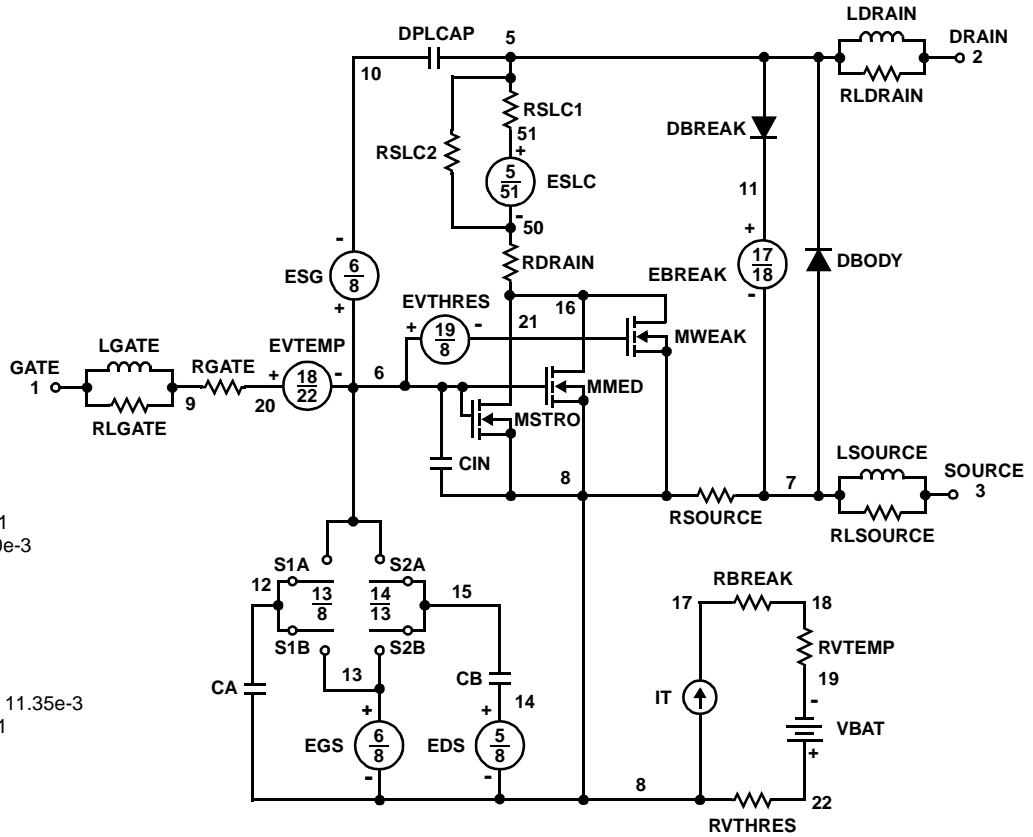 LDRAIN
DPLCAP 5 DRAIN
10 2
RSLC1 RLDRAIN
DBREAK
51
+
RSLC2
5
51
ESLC 11
-
50
- +
17
18
6
8
ESG RDRAIN EBREAK DBODY
+ EVTHRES 16 -
+ 19
8
- 21
MWEAK
LGATE EVTEMP
GATE RGATE + 18
22
- 6
1 MMED
9 20
RLGATE MSTRO
LSOURCE
CIN 8 7 SOURCE
3
RSOURCE
RLSOURCE
1
e-3
S1A S2A
12 13
8
14
13
15
RBREAK
17 18
S1B S2B RVTEMP
13 CB 19
CA IT -
14
+ + VBAT
EGS 6
8
EDS 5
8
+
- - 8
22
RVTHRES
11.35e-3
1